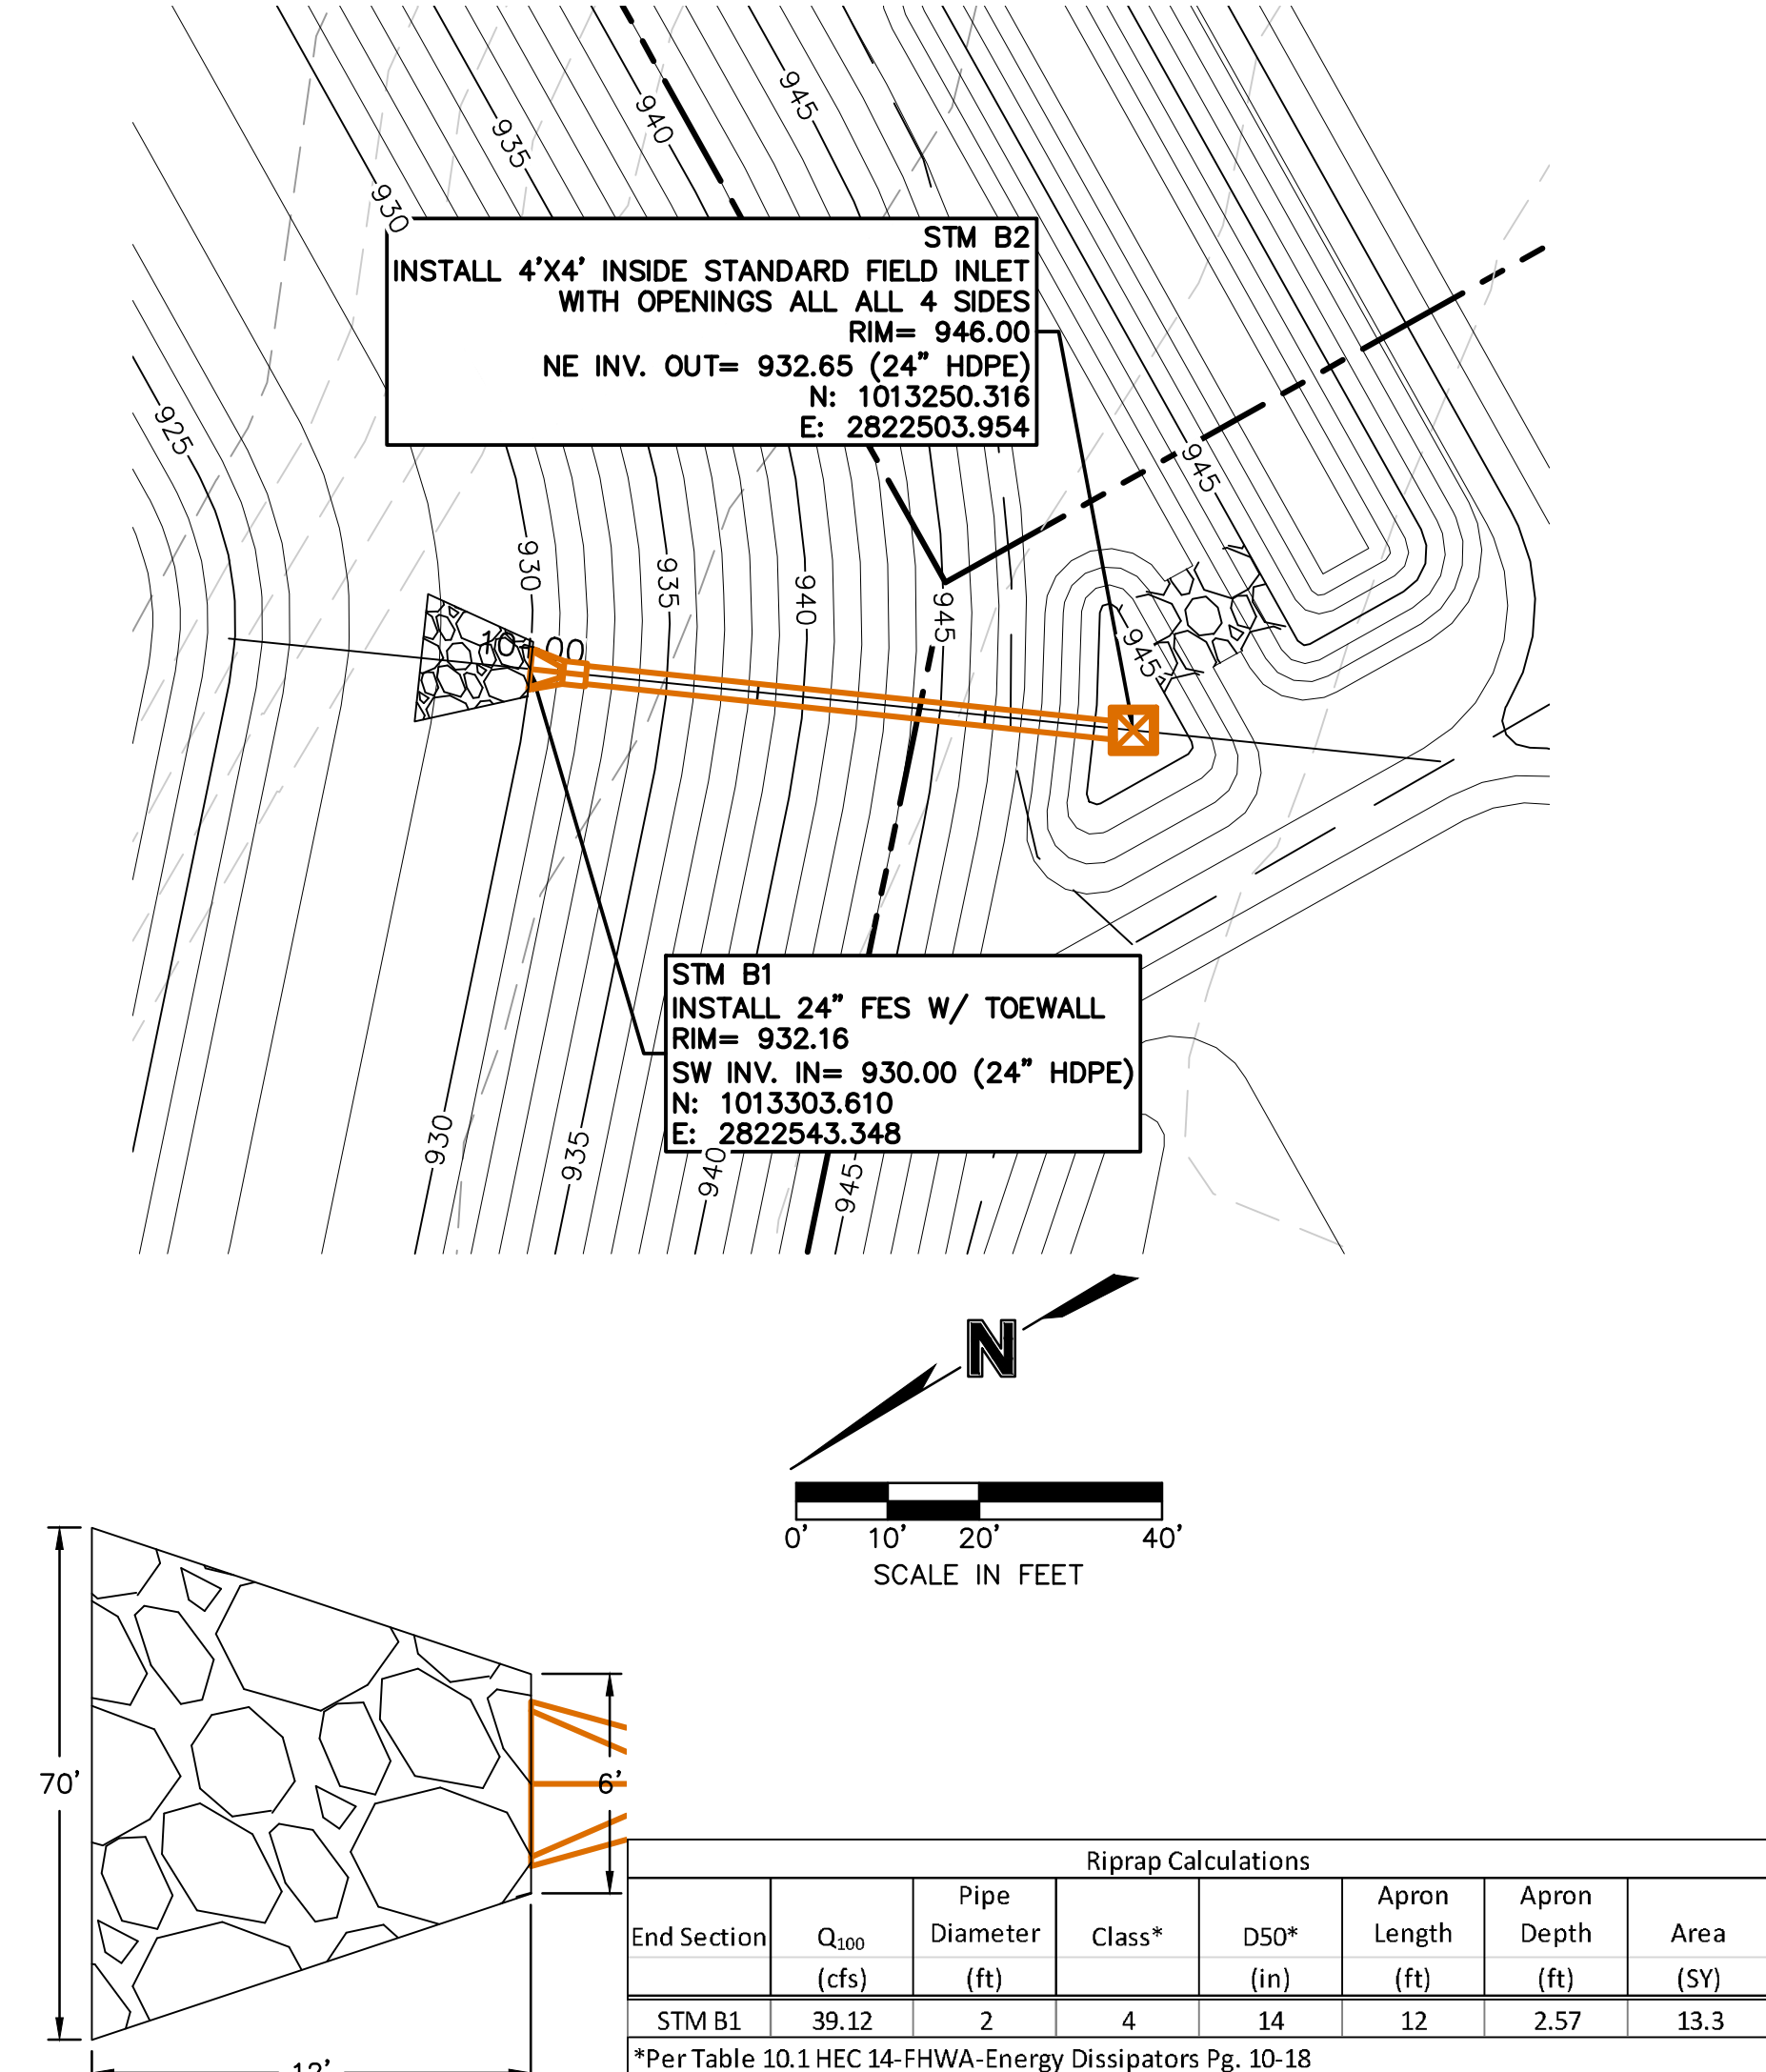 945
940
935
930
STM B2
INSTALL 4'X4' INSIDE STANDARD FIELD INLET
WITH OPENINGS ALL ALL 4 SIDES
RIM= 946.00
NE INV. OUT= 932.65 (24" HDPE)
N: 1013250.316
E: 2822503.954
925
945
930
935
940
945
945
10+00
STM B1
INSTALL 24" FES W/ TOEWALL
RIM= 932.16
SW INV. IN= 930.00 (24" HDPE)
N: 1013303.610
E: 2822543.348
930
935
940
945
N
0' 10' 20' 40'
SCALE IN FEET
70'
6'
12'
Riprap Calculations
End Section Q100 (cfs) Pipe Diameter (ft) Class* D50* (in) Apron Length (ft) Apron Depth (ft) Area (SY)
STM B1 39.12 2 4 14 12 2.57 13.3
*Per Table 10.1 HEC 14-FHWA-Energy Dissipators Pg. 10-18